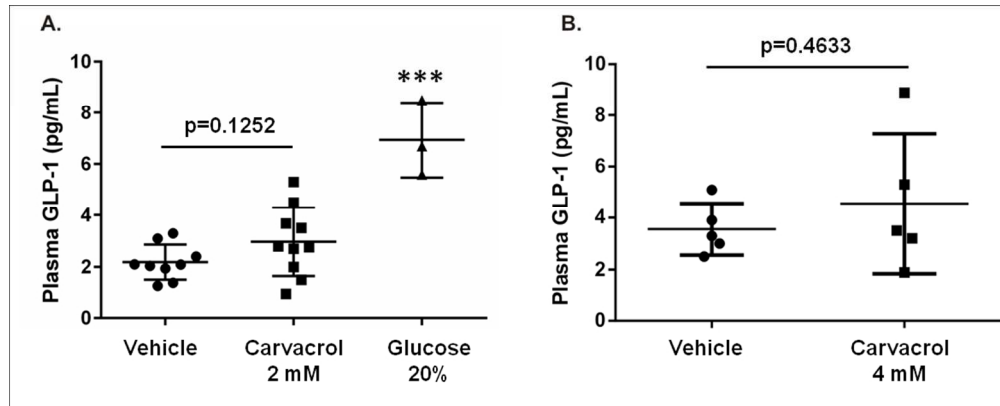 A.
Plasma GLP-1 (pg/mL)
10
8
6
4
2
0
p=0.1252
***
Vehicle
Carvacrol
2 mM
Glucose
20%
B.
Plasma GLP-1 (pg/mL)
10
8
6
4
2
0
p=0.4633
Vehicle
Carvacrol
4 mM